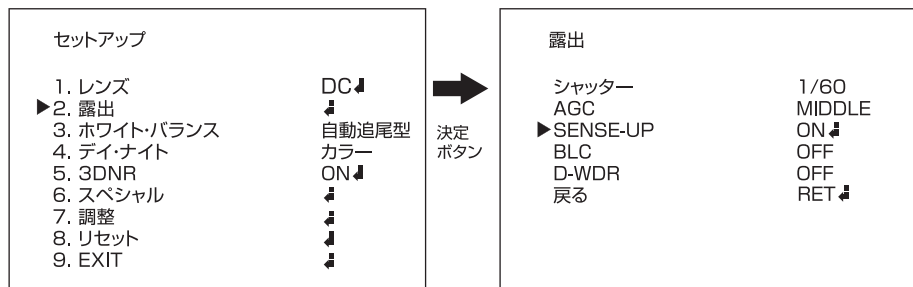 セットアップ
1. レンズ DC
▶2. 露出
3. ホワイト・バランス 自動追尾型
4. デイ・ナイト カラー
5. 3DNR ON
6. スペシャル
7. 調整
8. リセット
9. EXIT
決定
ボタン
露出
シャッター 1/60
AGC MIDDLE
▶SENSE-UP ON
BLC OFF
D-WDR OFF
戻る RET